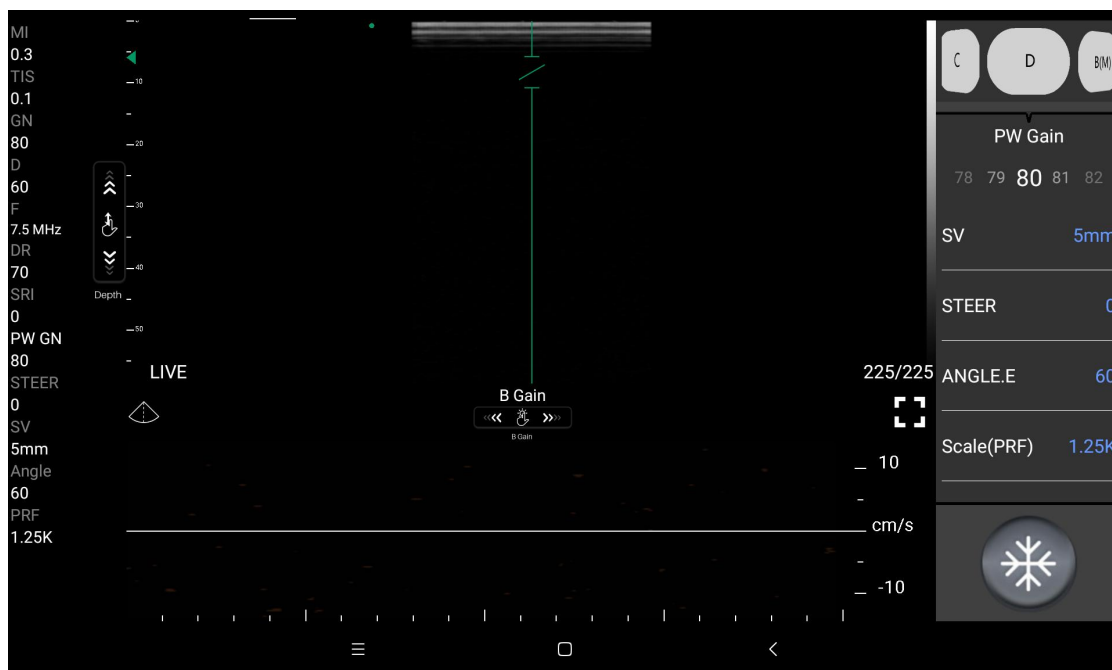 MI
0.3
TIS
0.1
GN
80
D
60
F
7.5 MHz
DR
70
SRI
0
PW GN
80
STEER
0
SV
5mm
Angle
60
PRF
1.25K
10
20
30
40
50
Depth
LIVE
225/225
B Gain
B Gain
10
cm/s
-10
C
D
B(M)
PW Gain
78 79 80 81 82
SV 5mm
STEER 0
ANGLE.E 60
Scale(PRF) 1.25K